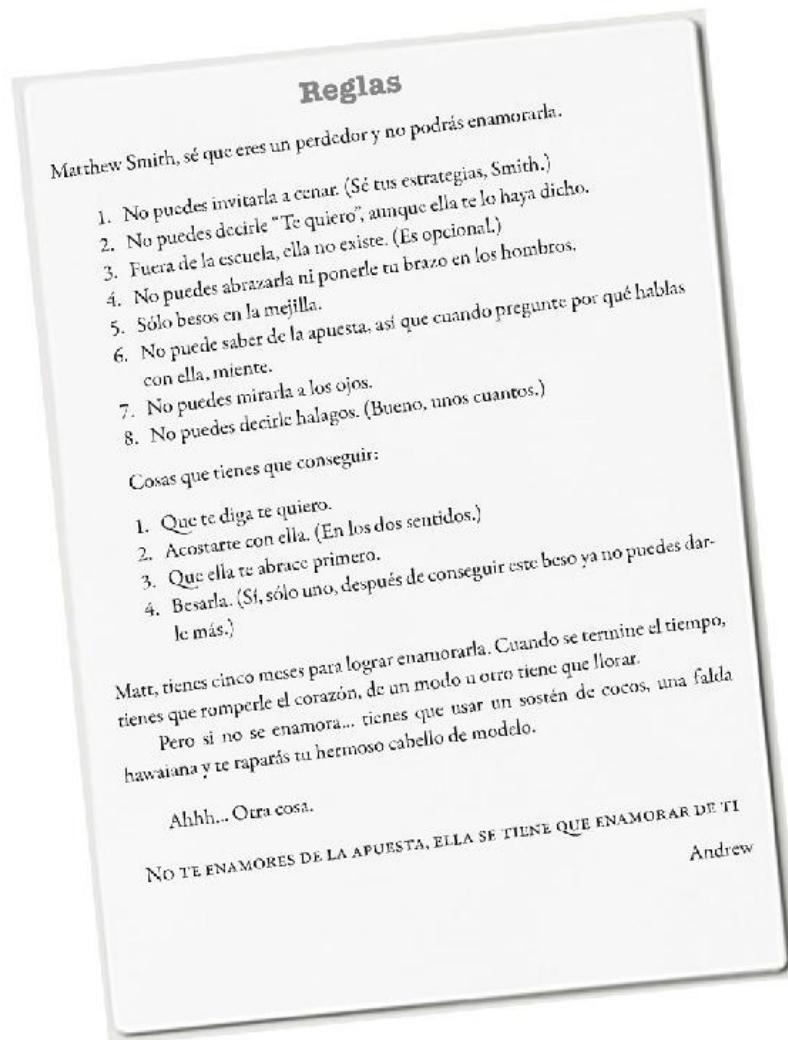 Reglas
Matthew Smith, sé que eres un perdedor y no podrás enamorarla.
1. No puedes invitarla a cenar. (Sé tus estrategias, Smith.)
2. No puedes decirle “Te quiero”, aunque ella te lo haya dicho.
3. Fuera de la escuela, ella no existe. (Es opcional.)
4. No puedes abrazarla ni ponerle tu brazo en los hombros.
5. Sólo besos en la mejilla.
6. No puede saber de la apuesta, así que cuando pregunte por qué hablas
con ella, miente.
7. No puedes mirarla a los ojos.
8. No puedes decirle halagos. (Bueno, unos cuantos.)
Cosas que tienes que conseguir:
1. Que te diga te quiero.
2. Acostarte con ella. (En los dos sentidos.)
3. Que ella te abrace primero.
4. Besarla. (Sí, sólo uno, después de conseguir este beso ya no puedes dar-
le más.)
Matt, tienes cinco meses para lograr enamorarla. Cuando se termine el tiempo,
tienes que romperle el corazón, de un modo u otro tiene que llorar.
Pero si no se enamora... tienes que usar un sostén de cocos, una falda
hawaiana y te raparás tu hermoso cabello de modelo.
Ahhh... Otra cosa.
NO TE ENAMORES DE LA APUESTA, ELLA SE TIENE QUE ENAMORAR DE TI
Andrew